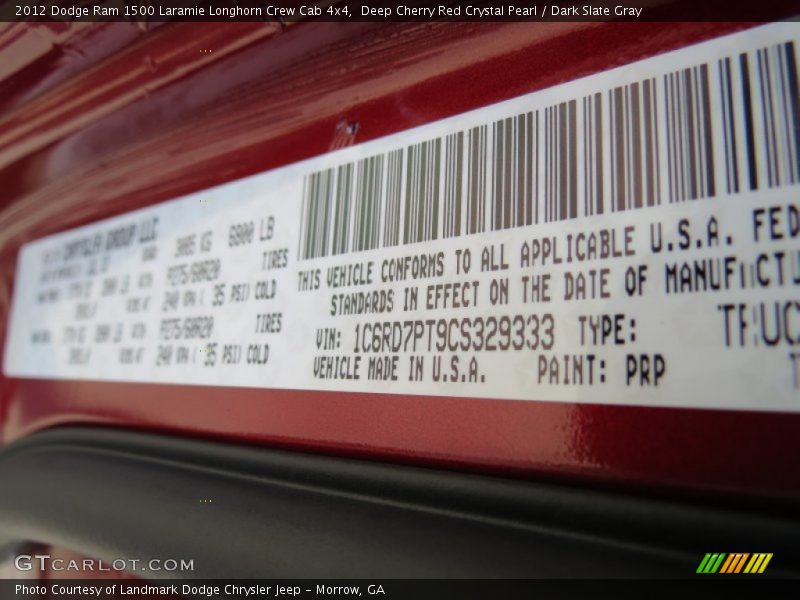 2012 Dodge Ram 1500 Laramie Longhorn Crew Cab 4x4, Deep Cherry Red Crystal Pearl / Dark Slate Gray
CHRYSLER GROUP LLC
3085 KG 6800 LB
P275/60R20 TIRES
240 KPA ( 35 PSI) COLD
P275/60R20 TIRES
240 KPA ( 35 PSI) COLD
THIS VEHICLE CONFORMS TO ALL APPLICABLE U.S.A. FED
STANDARDS IN EFFECT ON THE DATE OF MANUFACTU
VIN: 1C6RD7PT9CS329333 TYPE: TRUC
VEHICLE MADE IN U.S.A. PAINT: PRP
GTCARLOT.COM
Photo Courtesy of Landmark Dodge Chrysler Jeep – Morrow, GA